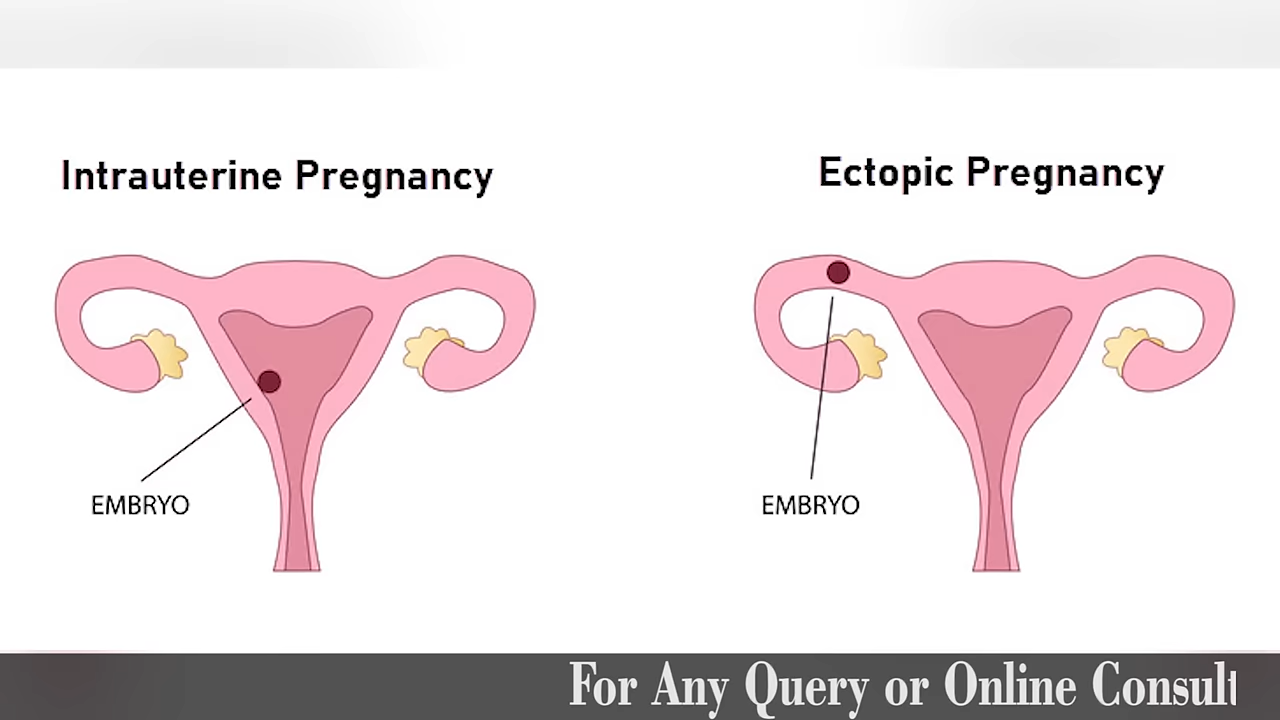 Intrauterine Pregnancy
Ectopic Pregnancy
EMBRYO
EMBRYO
For Any Query or Online Consult